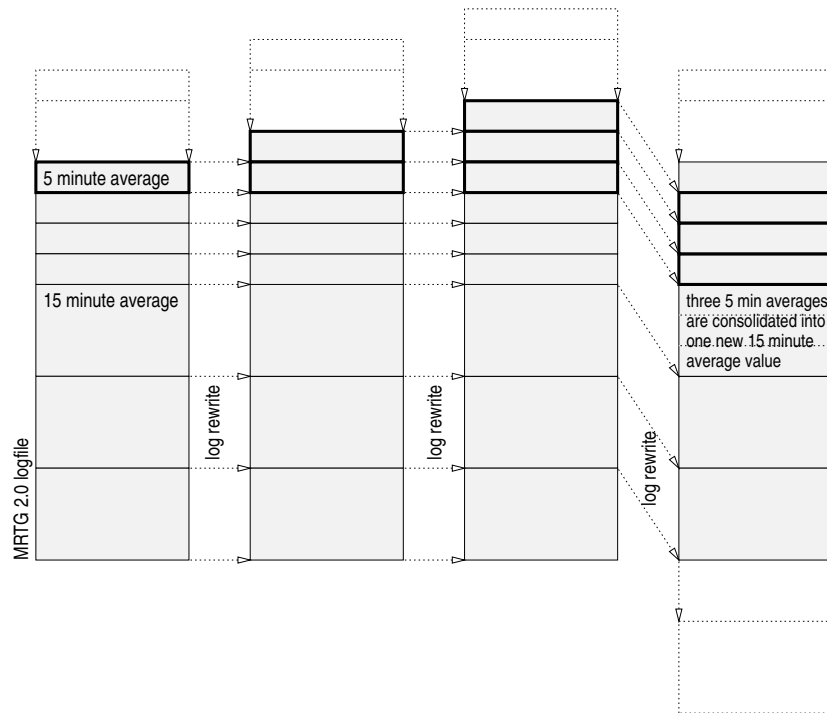 5 minute average
15 minute average
MRTG 2.0 logfile
log rewrite
log rewrite
log rewrite
three 5 min averages
are consolidated into
one new 15 minute
average value